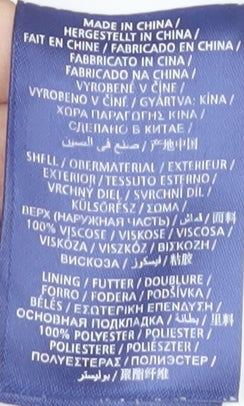 MADE IN CHINA /
HERGESTELLT IN CHINA /
FAIT EN CHINE / FABRICADO EN CHINA /
FABBRICATO IN CINA /
FABRICADO NA CHINA /
VYROBENÉ V ČÍNE /
VYROBENO V ČÍNĚ / GYÁRTVA: KÍNA /
ΧΩΡΑ ΠΑΡΑΓΩΓΗΣ ΚΙΝΑ /
СДЕЛАНО В КИТАЕ /
صنع في الصين / 产地中国
SHELL / OBERMATERIAL / EXTERIEUR /
EXTERIOR / TESSUTO ESTERNO /
VRCHNÝ DIEL / SVRCHNÍ DÍL /
KÜLSŐRÉSZ / ΣΩΜΑ /
ВЕРХ (НАРУЖНАЯ ЧАСТЬ) / قماش / 面料
100% VISCOSE / VISKOSE / VISCOSA /
VISKÓZA / VISZKÓZ / ΒΙΣΚΟΖΗ /
ВИСКОЗА / فيسكوز / 粘胶
LINING / FUTTER / DOUBLURE /
FORRO / FODERA / PODŠÍVKA /
BÉLÉS / ΕΣΩΤΕΡΙΚΗ ΕΠΕΝΔΥΣΗ /
ОСНОВНАЯ ПОДКЛАДКА / بطانة / 里料
100% POLYESTER / POLIESTER /
POLIESTERE / POLIÉSZTER /
ΠΟΛΥΕΣΤΕΡΑΣ / ПОЛИЭСТЕР /
بوليستر / 聚酯纤维